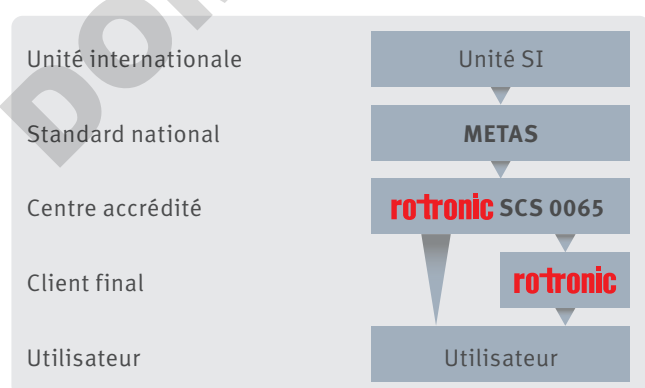 Unité internationale Unité SI
Standard national METAS
Centre accrédité rotronic SCS 0065
Client final rotronic
Utilisateur Utilisateur